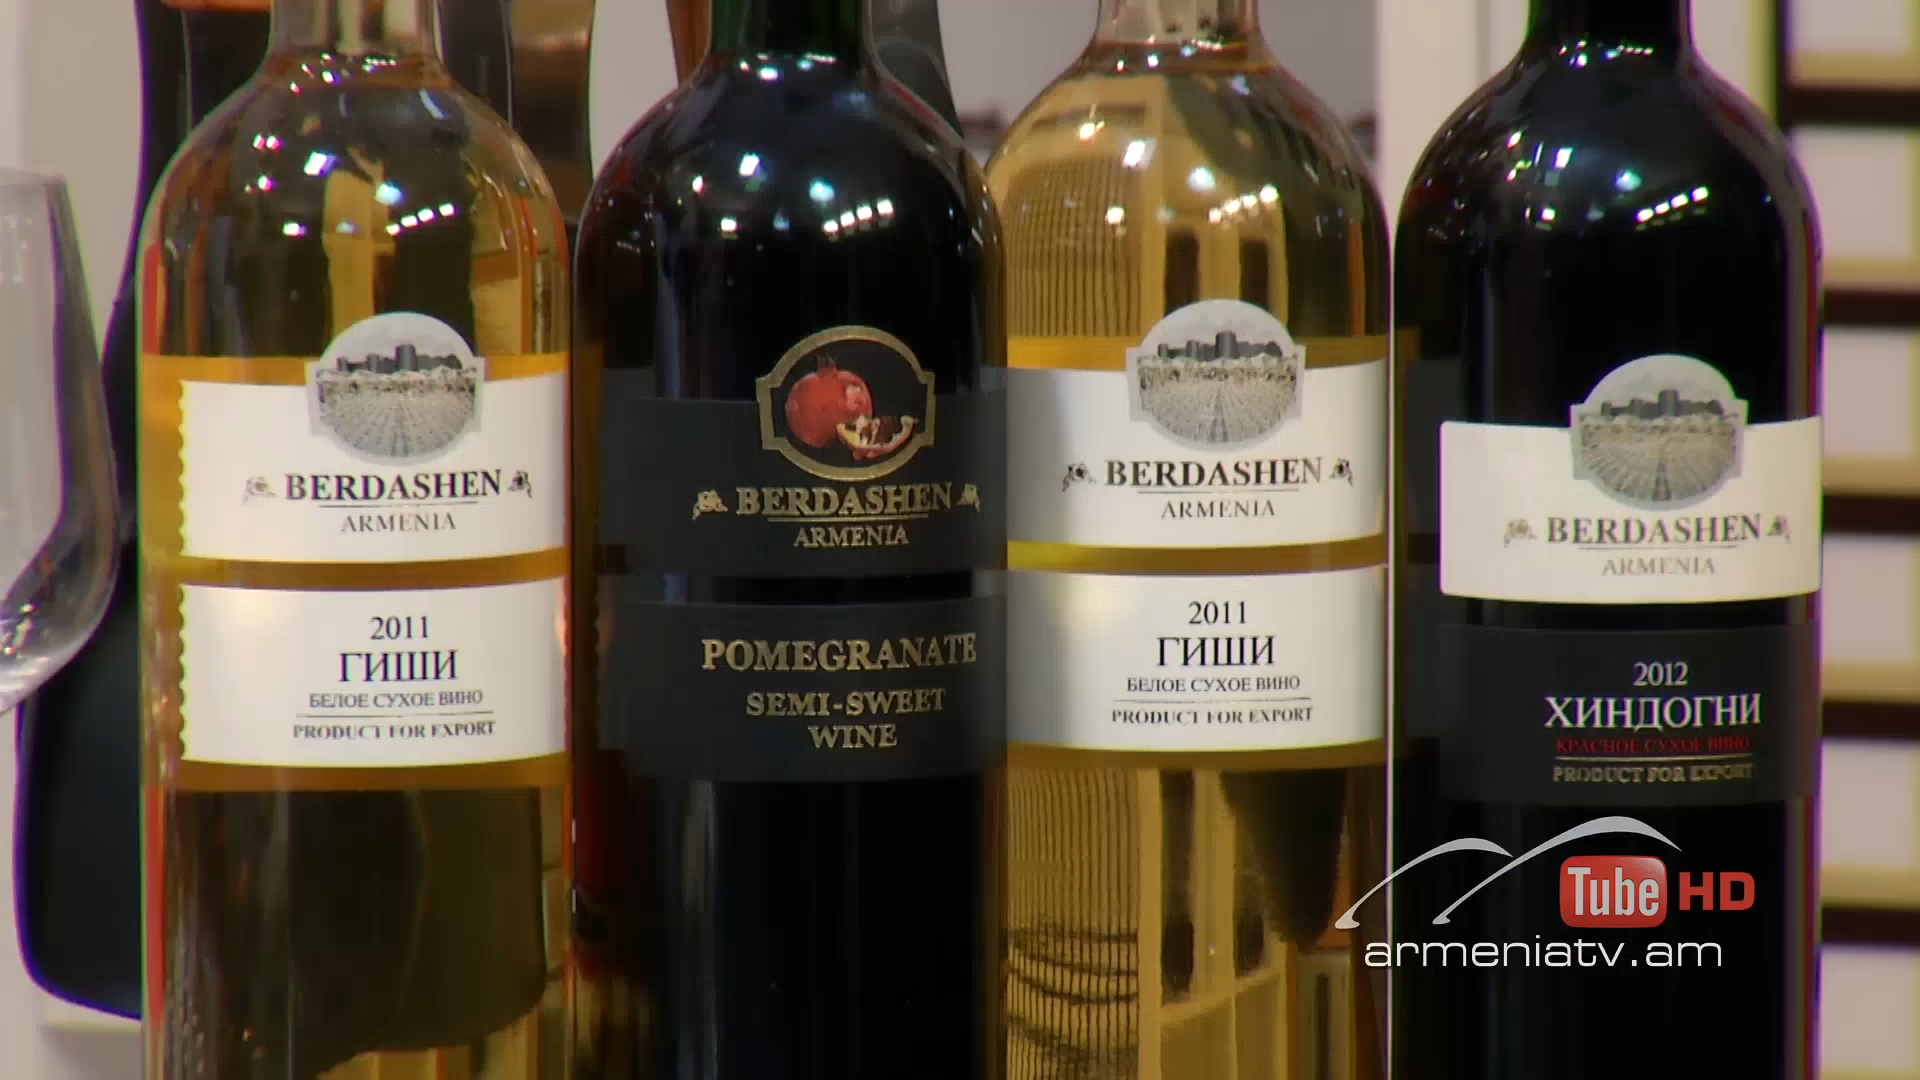 BERDASHEN
ARMENIA
2011
ГИШИ
БЕЛОЕ СУХОЕ ВИНО
PRODUCT FOR EXPORT
BERDASHEN
ARMENIA
POMEGRANATE
SEMI-SWEET
WINE
BERDASHEN
ARMENIA
2011
ГИШИ
БЕЛОЕ СУХОЕ ВИНО
PRODUCT FOR EXPORT
BERDASHEN
ARMENIA
2012
ХИНДОГНИ
КРАСНОЕ СУХОЕ ВИНО
PRODUCT FOR EXPORT
Tube HD
armeniatv.am